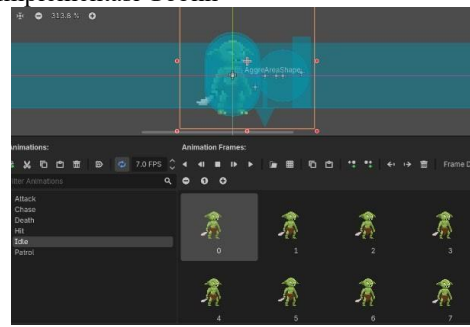 313.8 %
AggroAreaShape
Animations:
Animation Frames:
7.0 FPS
Frame D
ter Animations
Attack
Chase
Death
Hit
Idle
Patrol
0
1
2
3
4
5
6
7